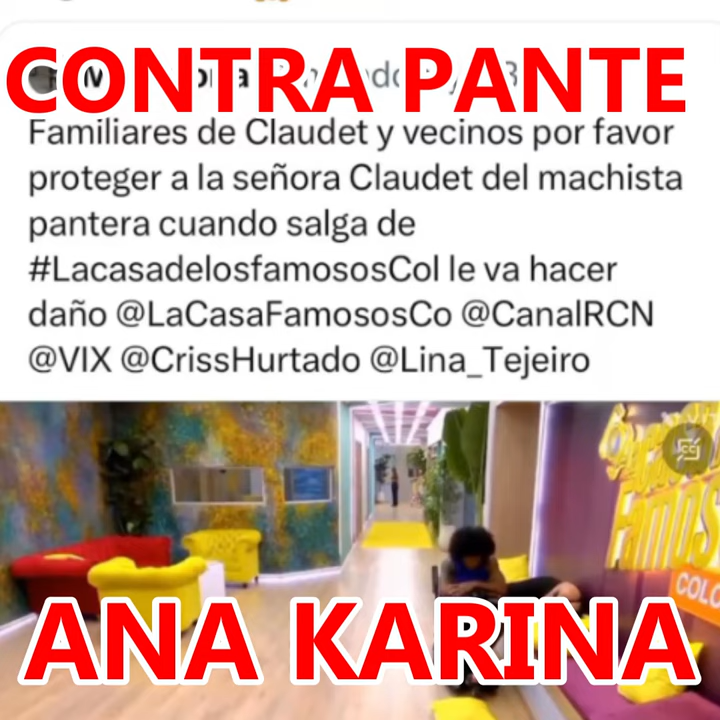 CONTRA PANTE
Familiares de Claudet y vecinos por favor
proteger a la señora Claudet del machista
pantera cuando salga de
#LacasadelosfamososCol le va hacer
daño @LaCasaFamososCo @CanalRCN
@VIX @CrissHurtado @Lina_Tejeiro
ANA KARINA